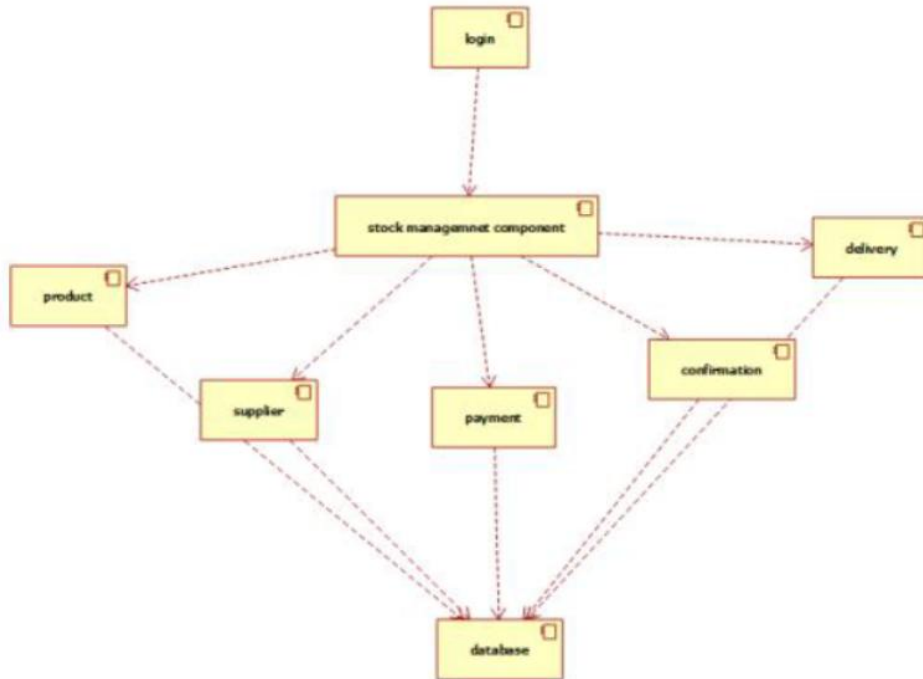 login
stock managemnet component
delivery
product
confirmation
supplier
payment
database